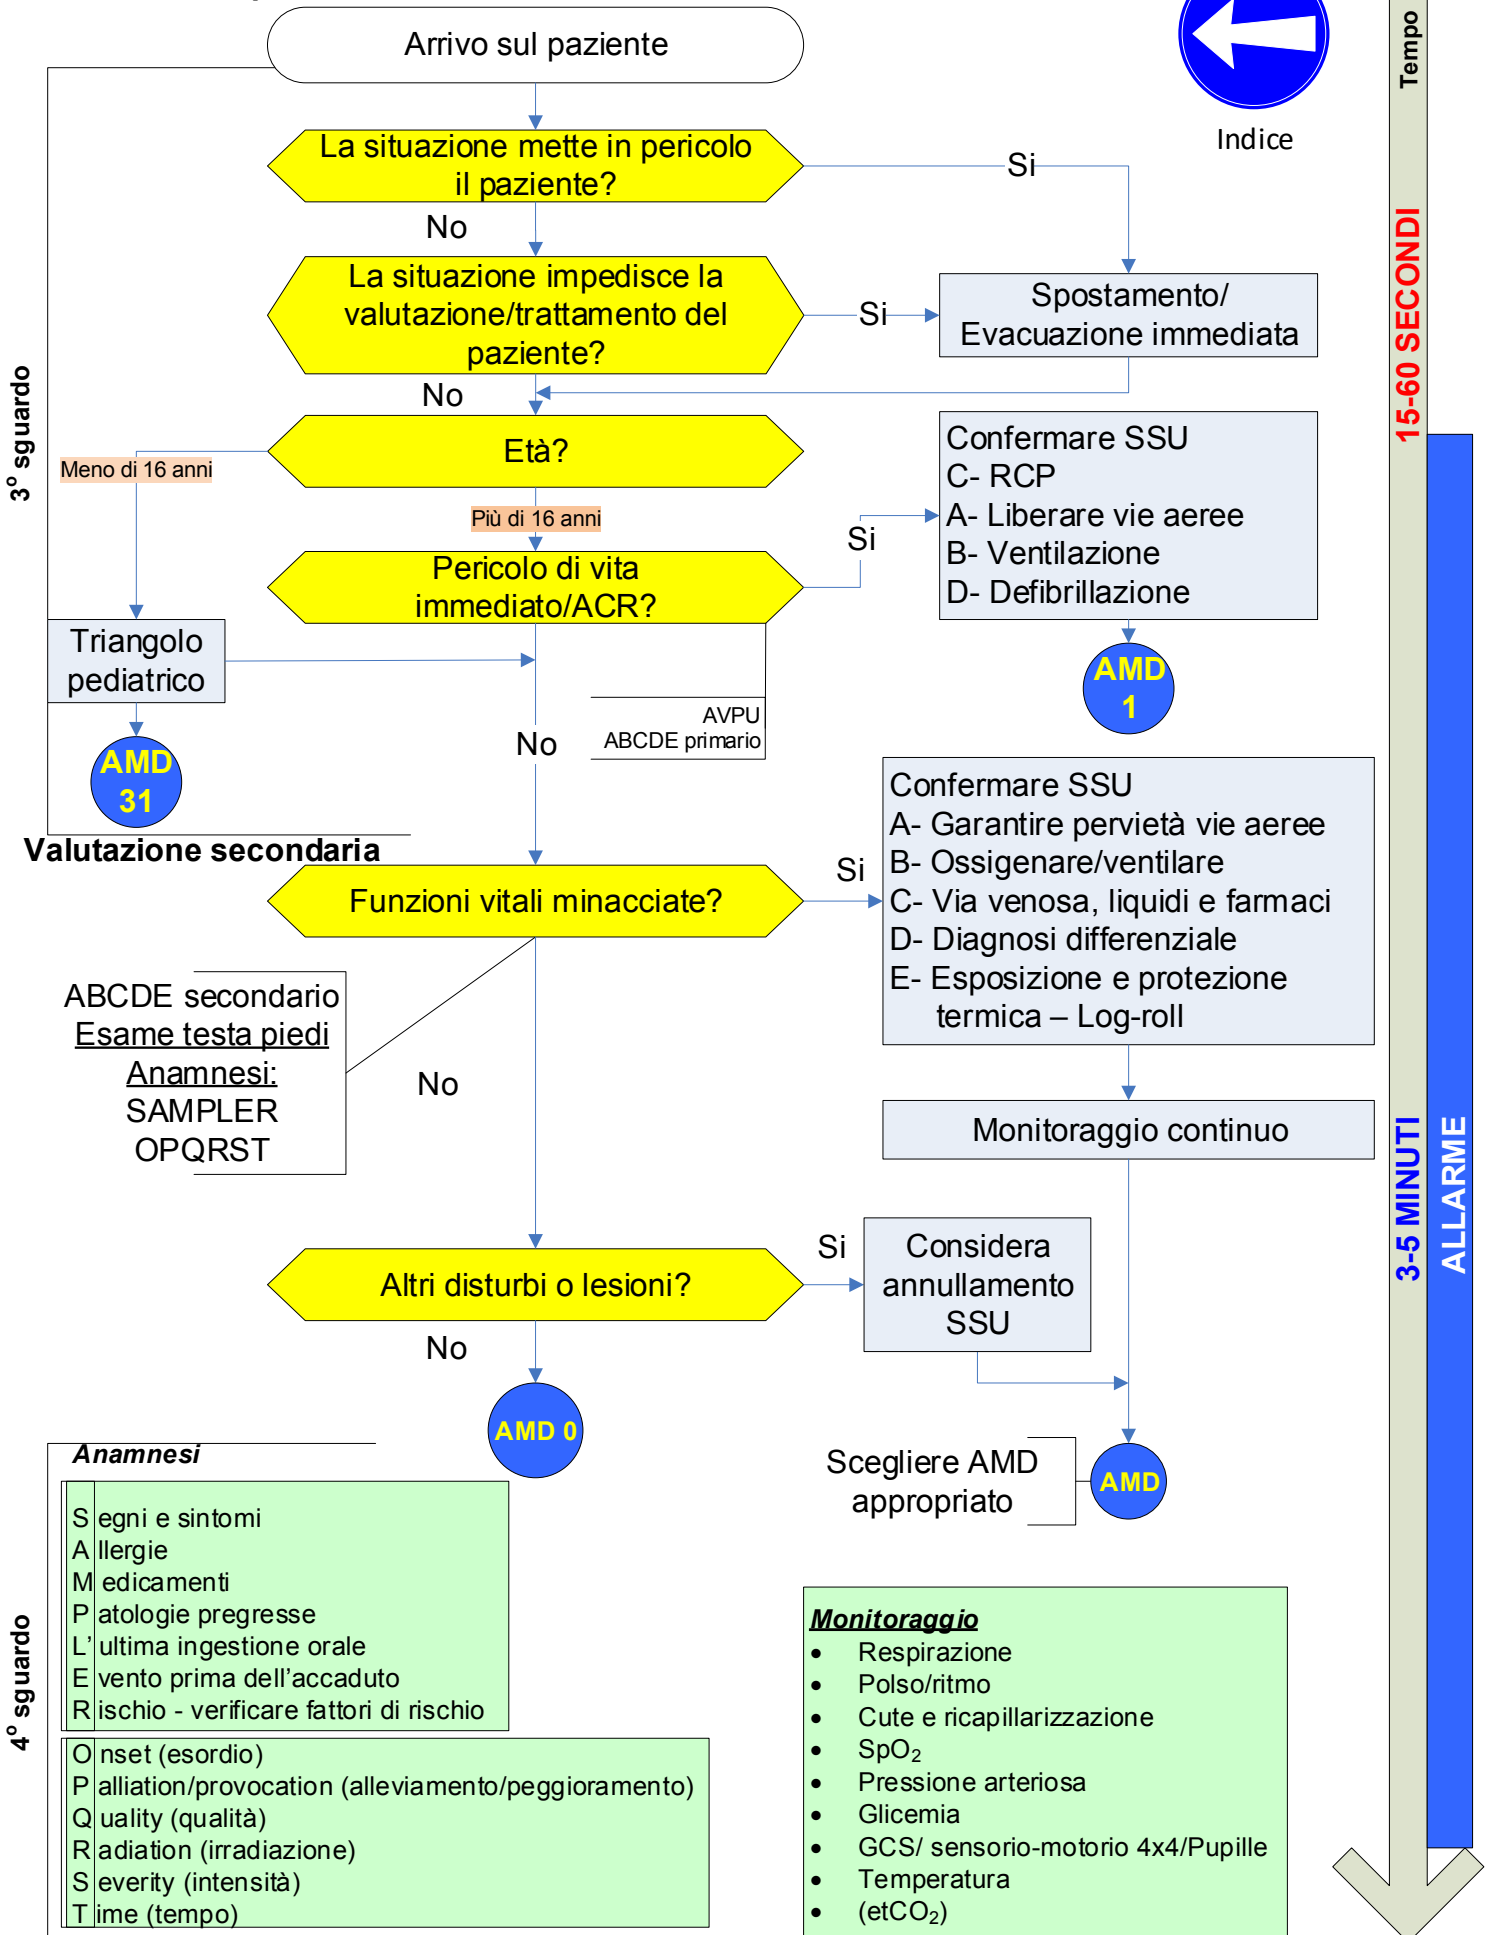 Arrivo sul paziente
Indice
Tempo
La situazione mette in pericolo
il paziente?
Si
No
La situazione impedisce la
valutazione/trattamento del
paziente?
Si
Spostamento/
Evacuazione immediata
15-60 SECONDI
No
3° sguardo
Età?
Meno di 16 anni
Più di 16 anni
Confermare SSU
C- RCP
A- Liberare vie aeree
B- Ventilazione
D- Defibrillazione
Si
Pericolo di vita
immediato/ACR?
Triangolo
pediatrico
AMD
1
AVPU
ABCDE primario
No
AMD
31
Valutazione secondaria
Funzioni vitali minacciate?
Si
Confermare SSU
A- Garantire pervietà vie aeree
B- Ossigenare/ventilare
C- Via venosa, liquidi e farmaci
D- Diagnosi differenziale
E- Esposizione e protezione
termica – Log-roll
ABCDE secondario
Esame testa piedi
Anamnesi:
SAMPLER
OPQRST
No
Monitoraggio continuo
3-5 MINUTI
ALLARME
Altri disturbi o lesioni?
Si
Considera
annullamento
SSU
No
AMD 0
Scegliere AMD
appropriato
AMD
4° sguardo
Anamnesi
S egni e sintomi
A llergie
M edicamenti
P atologie pregresse
L' ultima ingestione orale
E vento prima dell'accaduto
R ischio - verificare fattori di rischio
O nset (esordio)
P alliation/provocation (alleviamento/peggioramento)
Q uality (qualità)
R adiation (irradiazione)
S everity (intensità)
T ime (tempo)
Monitoraggio
• Respirazione
• Polso/ritmo
• Cute e ricapillarizzazione
• SpO₂
• Pressione arteriosa
• Glicemia
• GCS/ sensorio-motorio 4x4/Pupille
• Temperatura
• (etCO₂)